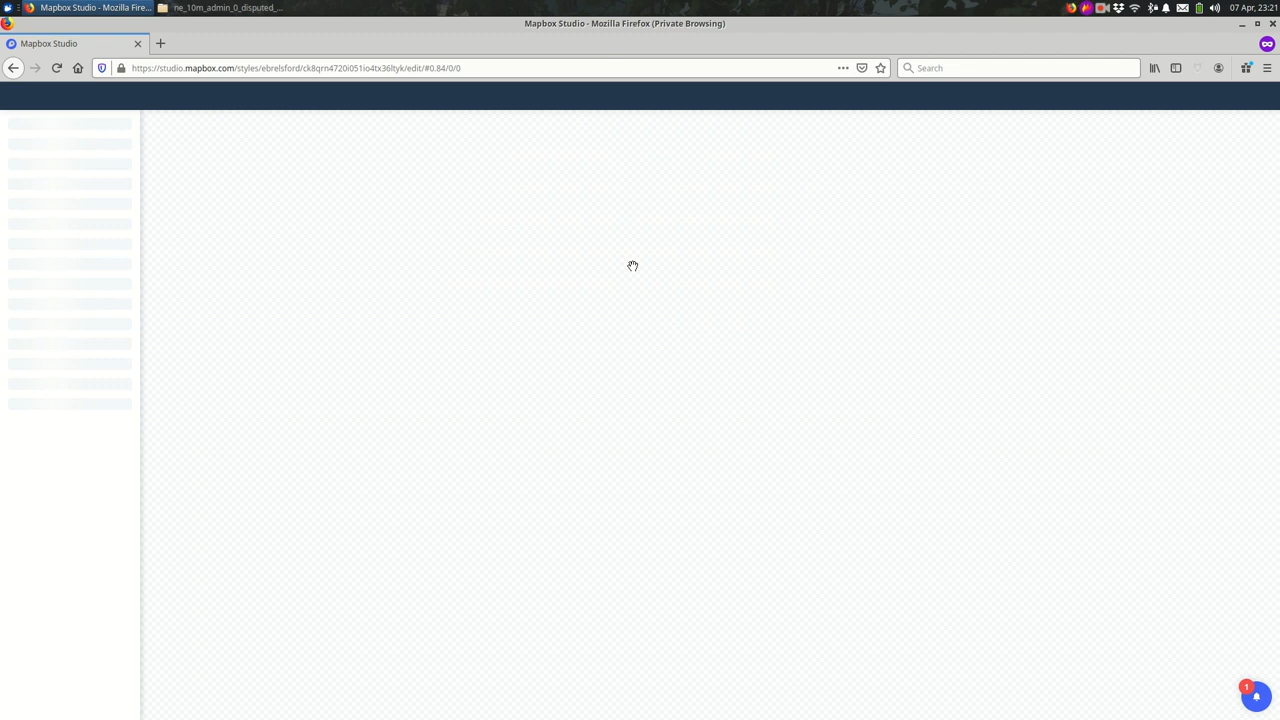 Mapbox Studio - Mozilla Fire...
ne_10m_admin_0_disputed_...
07 Apr, 23:21
Mapbox Studio - Mozilla Firefox (Private Browsing)
Mapbox Studio
https://studio.mapbox.com/styles/ebrelsford/ck8qrn4720i051io4tx36ltyk/edit/#0.84/0/0
Search
1